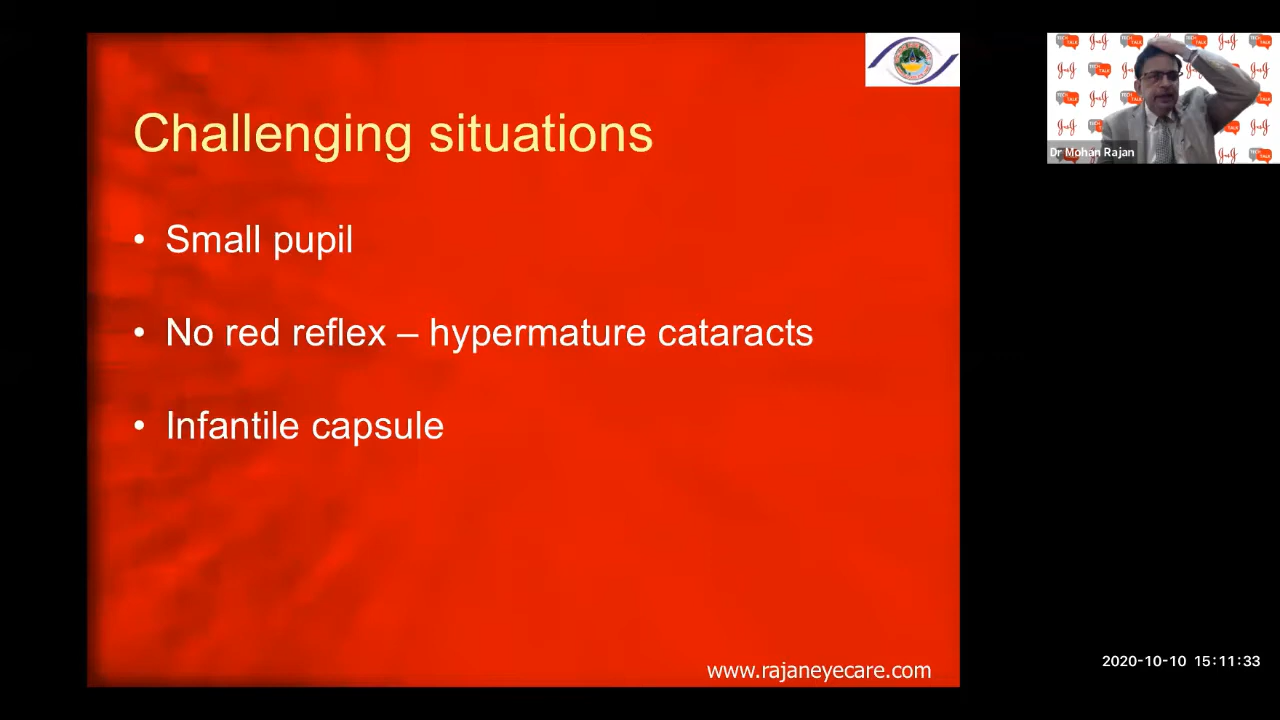 Challenging situations
• Small pupil
• No red reflex – hypermature cataracts
• Infantile capsule
www.rajaneyecare.com
Dr Mohan Rajan
2020-10-10 15:11:33